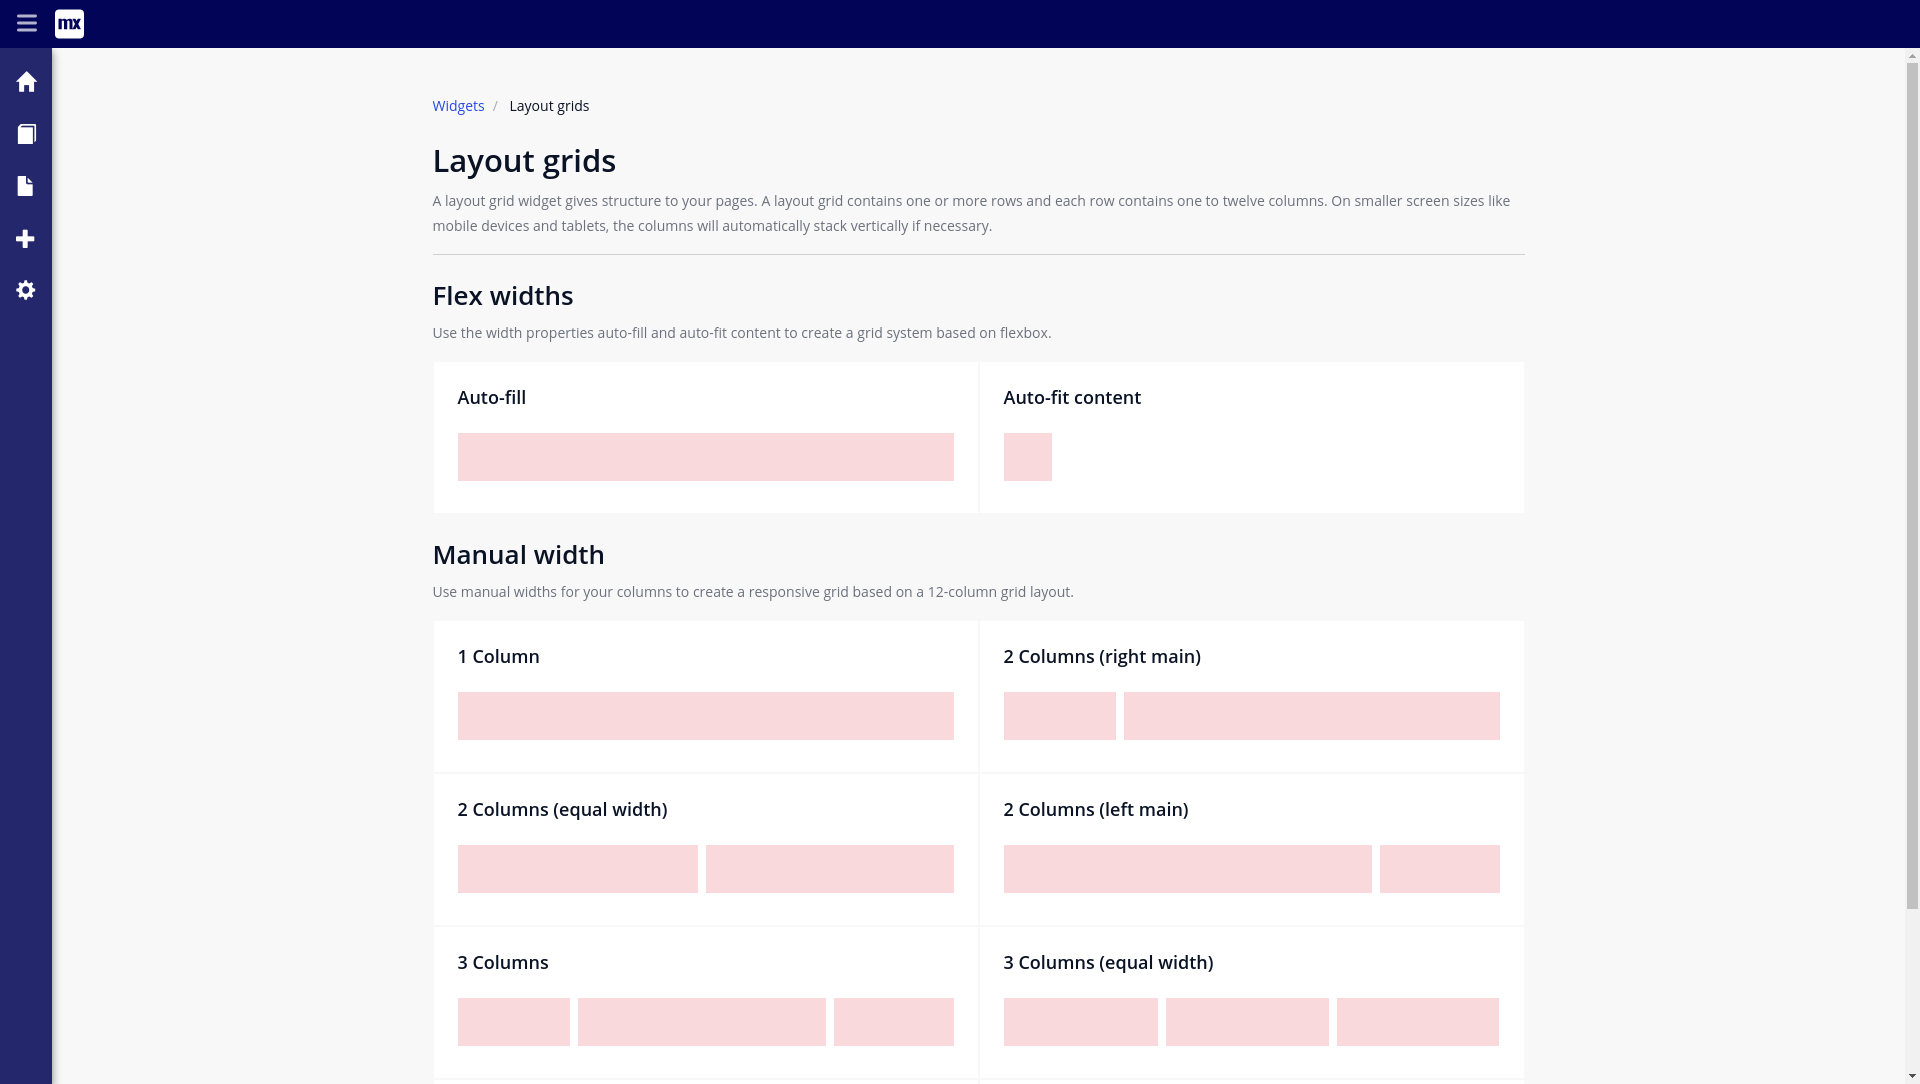 mx
Widgets / Layout grids
Layout grids
A layout grid widget gives structure to your pages. A layout grid contains one or more rows and each row contains one to twelve columns. On smaller screen sizes like
mobile devices and tablets, the columns will automatically stack vertically if necessary.
Flex widths
Use the width properties auto-fill and auto-fit content to create a grid system based on flexbox.
Auto-fill
Auto-fit content
Manual width
Use manual widths for your columns to create a responsive grid based on a 12-column grid layout.
1 Column
2 Columns (right main)
2 Columns (equal width)
2 Columns (left main)
3 Columns
3 Columns (equal width)